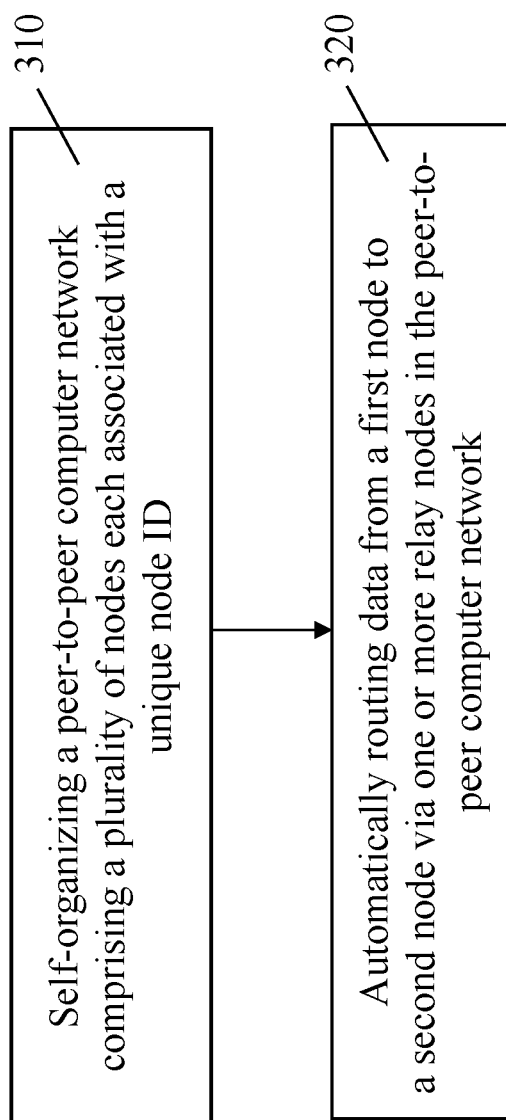 310
Self-organizing a peer-to-peer computer network
comprising a plurality of nodes each associated with a
unique node ID
320
Automatically routing data from a first node to
a second node via one or more relay nodes in the peer-to-
peer computer network